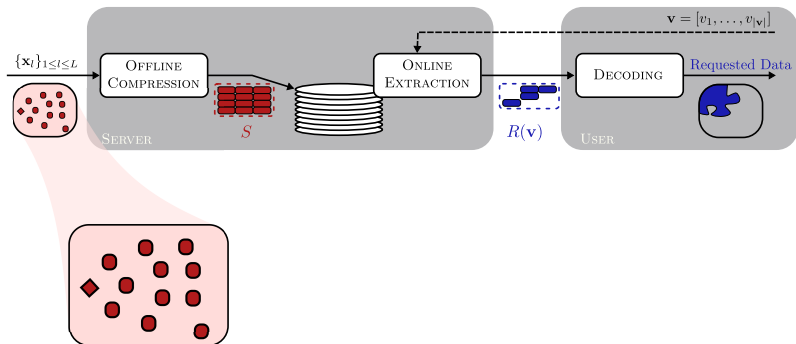 v = [v₁, . . . , v|v|]
{xₗ}₁≤ₗ≤L
Offline
Compression
Online
Extraction
Decoding
Requested Data
S
R(v)
Server
User